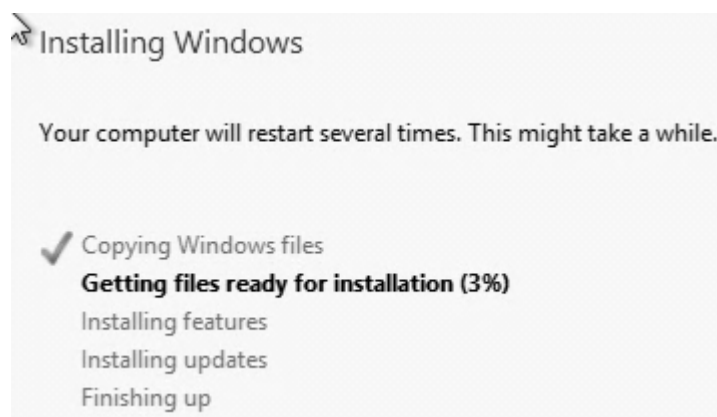 Installing Windows
Your computer will restart several times. This might take a while.
Copying Windows files
Getting files ready for installation (3%)
Installing features
Installing updates
Finishing up